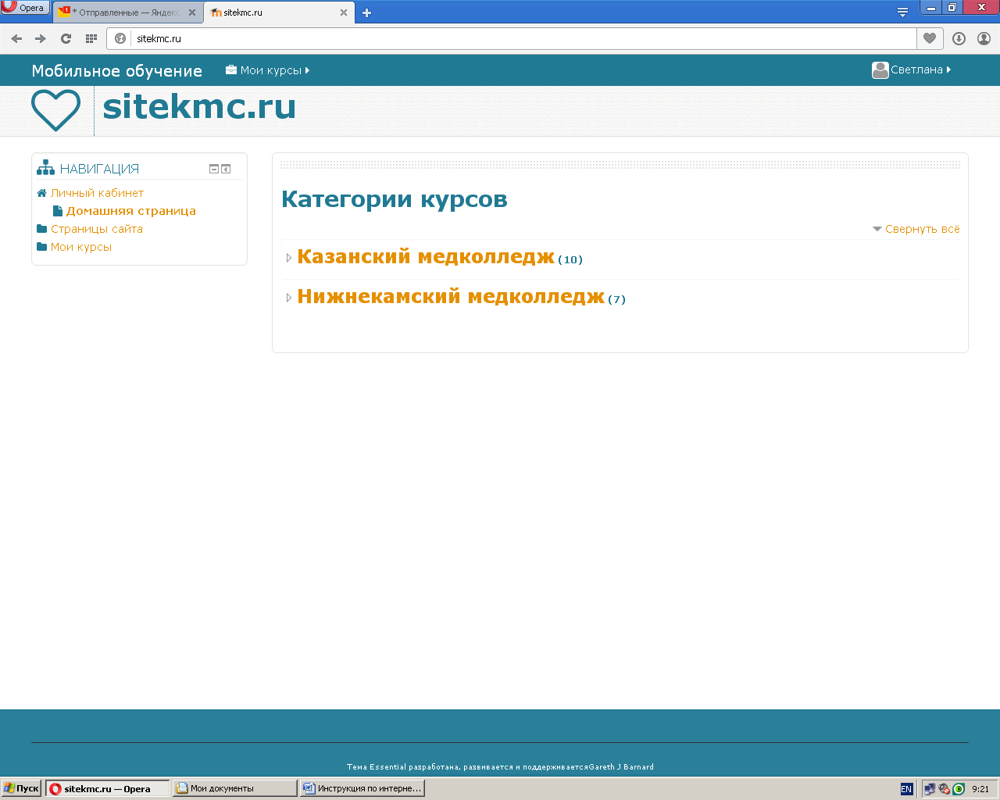 Opera
* Отправленные — Яндекс
1
sitekmc.ru
sitekmc.ru
Мобильное обучение
Мои курсы
Светлана
sitekmc.ru
НАВИГАЦИЯ
Личный кабинет
Домашняя страница
Страницы сайта
Мои курсы
Категории курсов
Свернуть всё
Казанский медколледж (10)
Нижнекамский медколледж (7)
Тема Essential разработана, развивается и поддерживаетсяGareth J Barnard
Пуск
sitekmc.ru — Opera
Мои документы
Инструкция по интерне...
EN
9:21